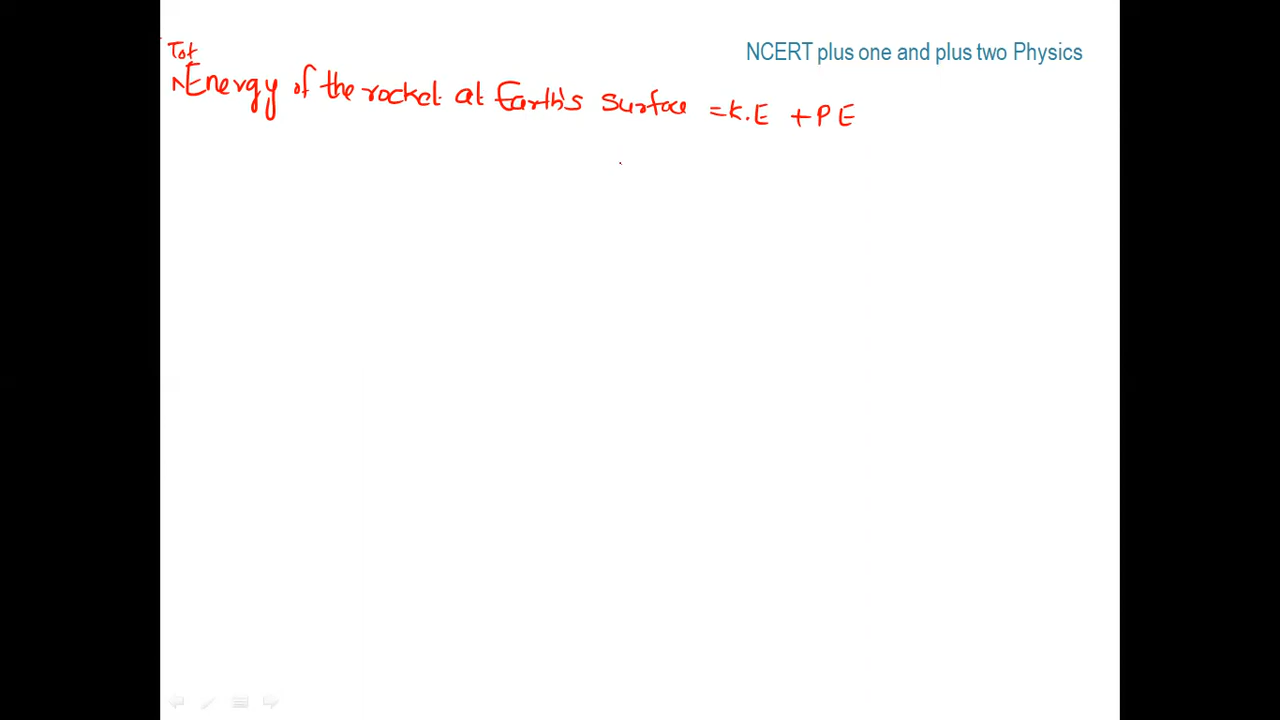 NCERT plus one and plus two Physics
Tot
Energy of the rocket at Earth's surface = K.E + P E